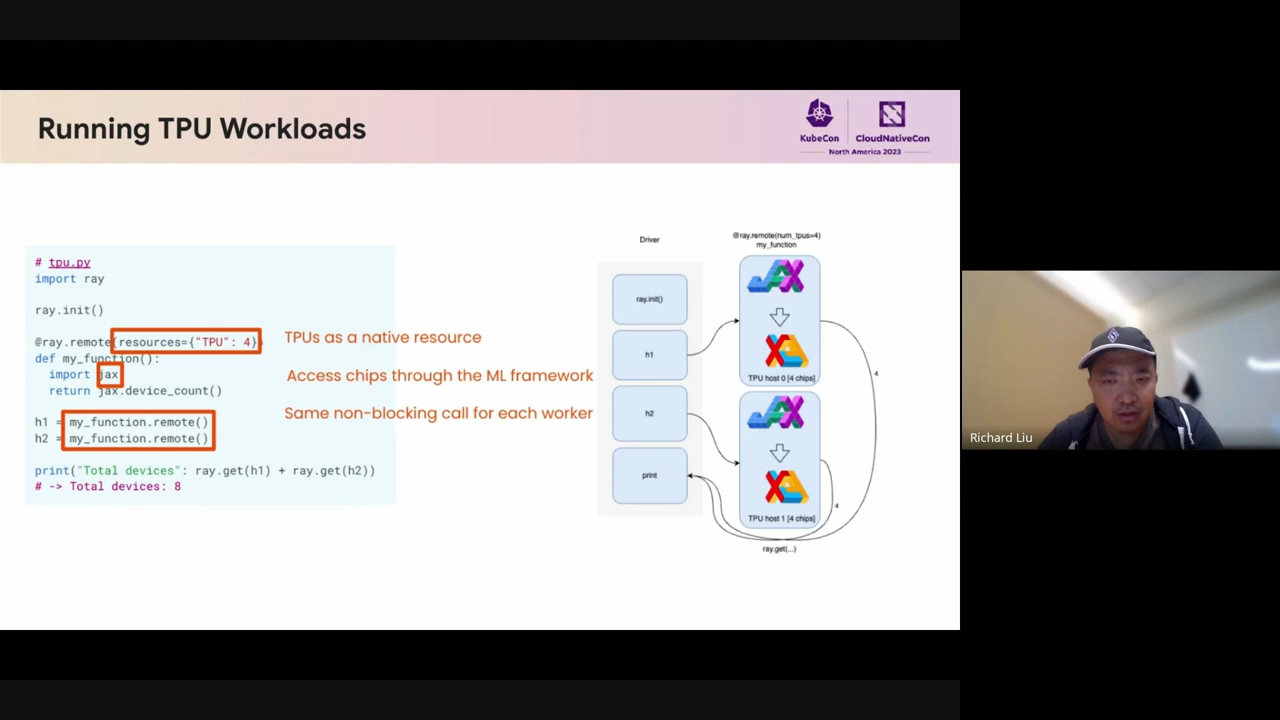 Running TPU Workloads
KubeCon
CloudNativeCon
North America 2023
# tpu.py
import ray
ray.init()
@ray.remote(resources={"TPU": 4})
def my_function():
import jax
return jax.device_count()
h1 = my_function.remote()
h2 = my_function.remote()
print("Total devices": ray.get(h1) + ray.get(h2))
# -> Total devices: 8
TPUs as a native resource
Access chips through the ML framework
Same non-blocking call for each worker
Driver
ray.init()
h1
h2
print
@ray.remote(num_tpus=4)
my_function
JAX
XLA
TPU host 0 [4 chips]
JAX
XLA
TPU host 1 [4 chips]
4
4
ray.get(...)
Richard Liu